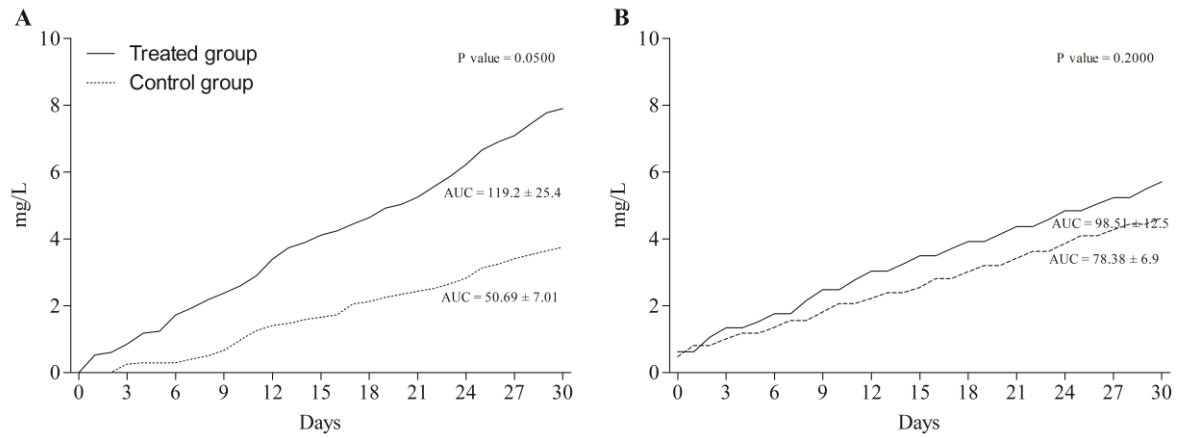 A
10
8
6
4
2
0
mg/L
Treated group
Control group
P value = 0.0500
AUC = 119.2 ± 25.4
AUC = 50.69 ± 7.01
0 3 6 9 12 15 18 21 24 27 30
Days
B
10
8
6
4
2
0
mg/L
P value = 0.2000
AUC = 98.51 ± 12.5
AUC = 78.38 ± 6.9
0 3 6 9 12 15 18 21 24 27 30
Days